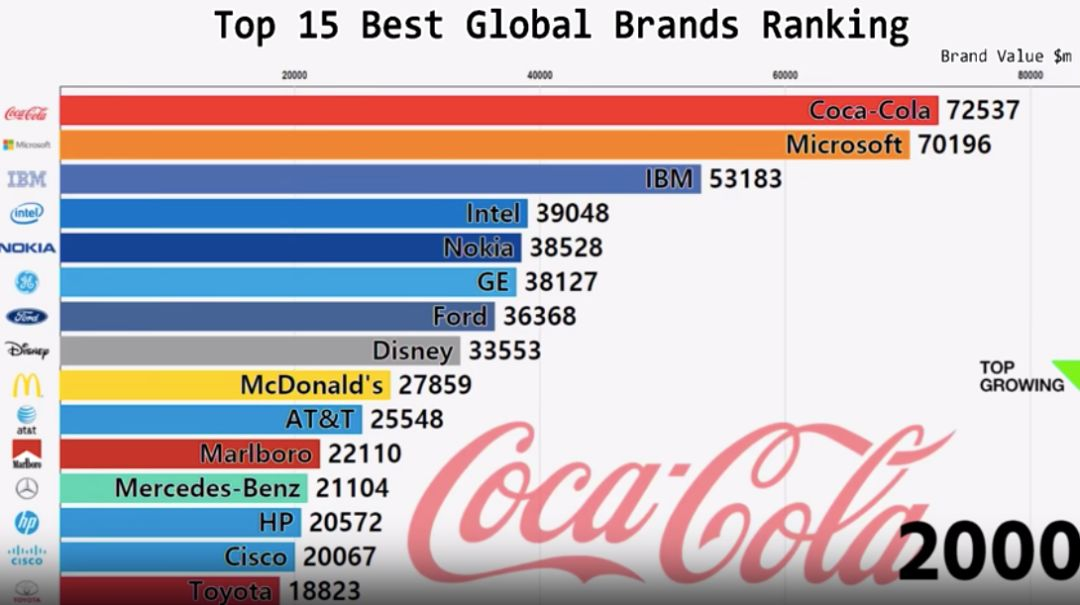 Top 15 Best Global Brands Ranking
Brand Value $m
20000 40000 60000 80000
Coca-Cola Coca-Cola 72537
Microsoft Microsoft 70196
IBM IBM 53183
intel Intel 39048
NOKIA Nokia 38528
GE GE 38127
Ford Ford 36368
Disney Disney 33553
McDonald's 27859
TOP
GROWING
at&t AT&T 25548
Marlboro Marlboro 22110
Mercedes-Benz 21104
hp HP 20572
CISCO Cisco 20067
TOYOTA Toyota 18823
Coca-Cola
2000